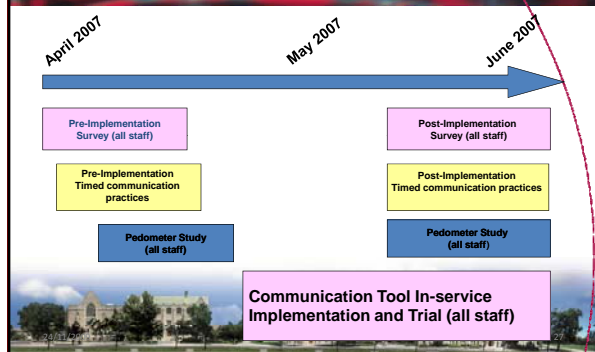 April 2007
May 2007
June 2007
Pre-Implementation
Survey (all staff)
Post-Implementation
Survey (all staff)
Pre-Implementation
Timed communication
practices
Post-Implementation
Timed communication practices
Pedometer Study
(all staff)
Pedometer Study
(all staff)
Communication Tool In-service
Implementation and Trial (all staff)